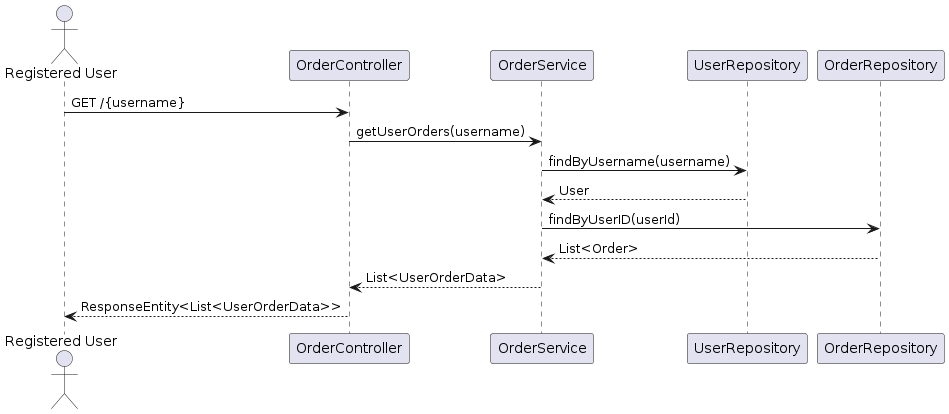 Registered User
OrderController
OrderService
UserRepository
OrderRepository
GET /{username}
getUserOrders(username)
findByUsername(username)
User
findByUserID(userId)
List<Order>
List<UserOrderData>
ResponseEntity<List<UserOrderData>>
Registered User
OrderController
OrderService
UserRepository
OrderRepository